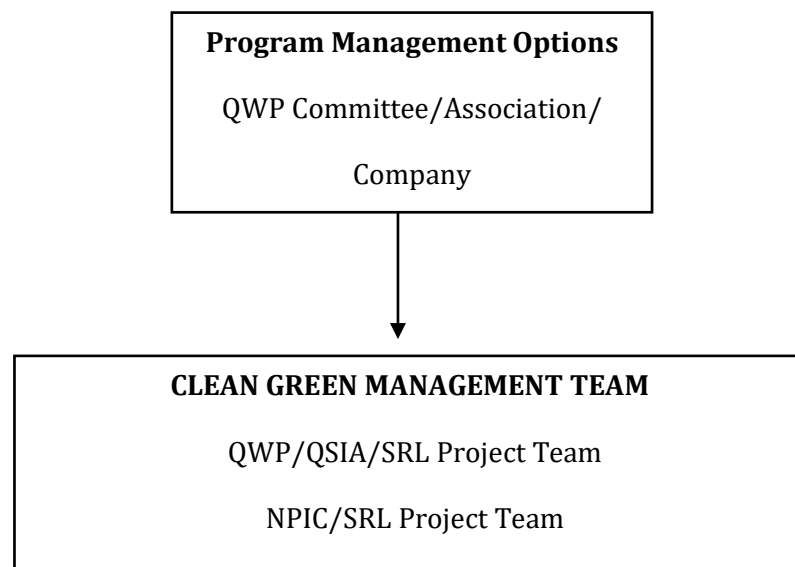 Program Management Options
QWP Committee/Association/
Company
CLEAN GREEN MANAGEMENT TEAM
QWP/QSIA/SRL Project Team
NPIC/SRL Project Team